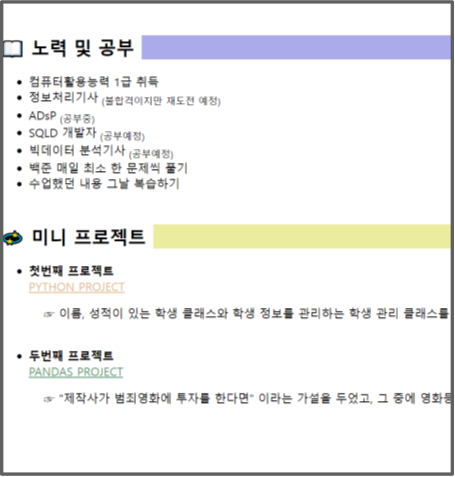 노력 및 공부
컴퓨터활용능력 1급 취득
정보처리기사 (불합격이지만 재도전 예정)
ADsP (공부중)
SQLD 개발자 (공부예정)
빅데이터 분석기사 (공부예정)
백준 매일 최소 한 문제씩 풀기
수업했던 내용 그날 복습하기
미니 프로젝트
첫번째 프로젝트
PYTHON PROJECT
☞ 이름, 성적이 있는 학생 클래스와 학생 정보를 관리하는 학생 관리 클래스를
두번째 프로젝트
PANDAS PROJECT
☞ "제작사가 범죄영화에 투자를 한다면" 이라는 가설을 두었고, 그 중에 영화등